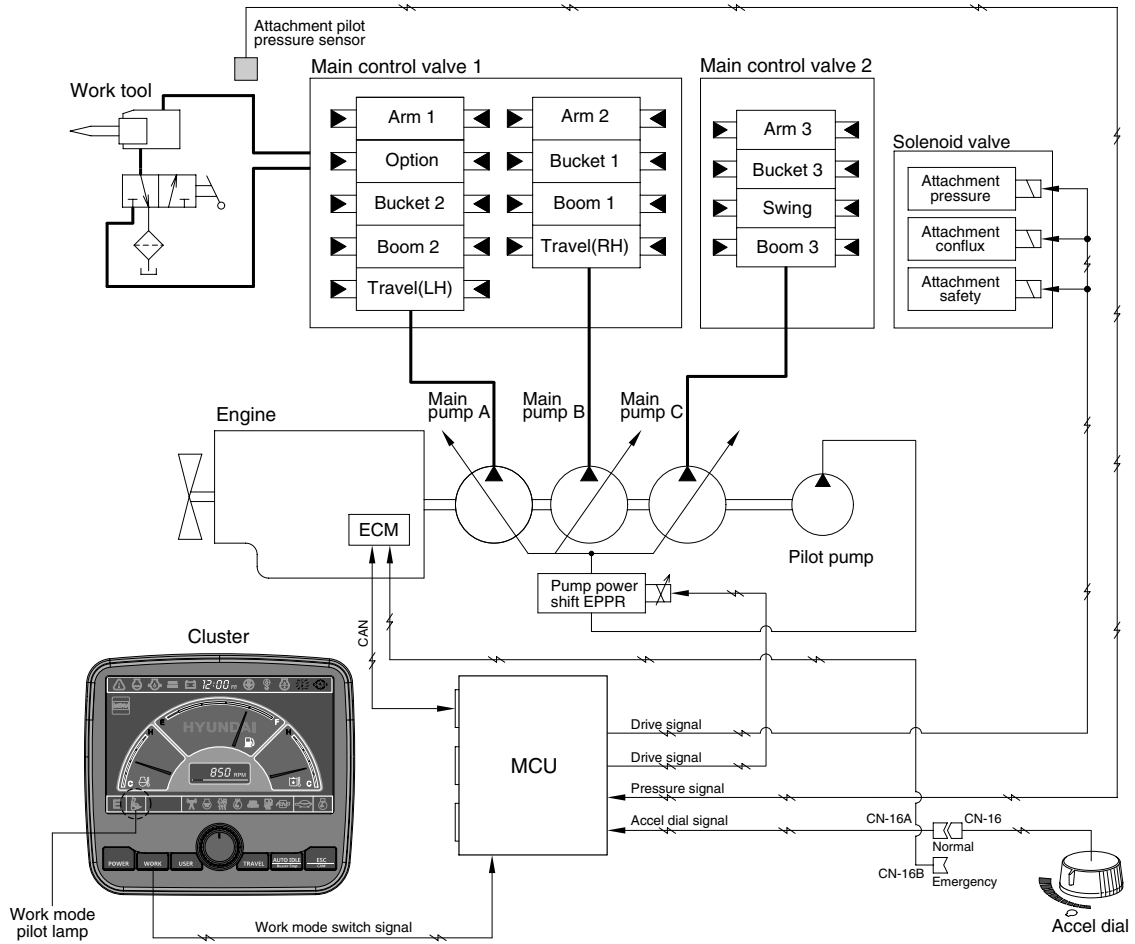 Attachment pilot
pressure sensor
Main control valve 1
Main control valve 2
Work tool
Arm 1
Option
Bucket 2
Boom 2
Travel(LH)
Arm 2
Bucket 1
Boom 1
Travel(RH)
Arm 3
Bucket 3
Swing
Boom 3
Solenoid valve
Attachment
pressure
Attachment
conflux
Attachment
safety
Main
pump A
Main
pump B
Main
pump C
Engine
ECM
Pilot pump
Pump power
shift EPPR
CAN
Cluster
12:00
MENU
E
F
HYUNDAI
H
H
850 RPM
C
C
E
POWER
WORK
USER
TRAVEL
AUTO IDLE
ESC
MCU
Drive signal
Drive signal
Pressure signal
Accel dial signal
CN-16A
CN-16
Normal
CN-16B
Emergency
Accel dial
Work mode
pilot lamp
Work mode switch signal